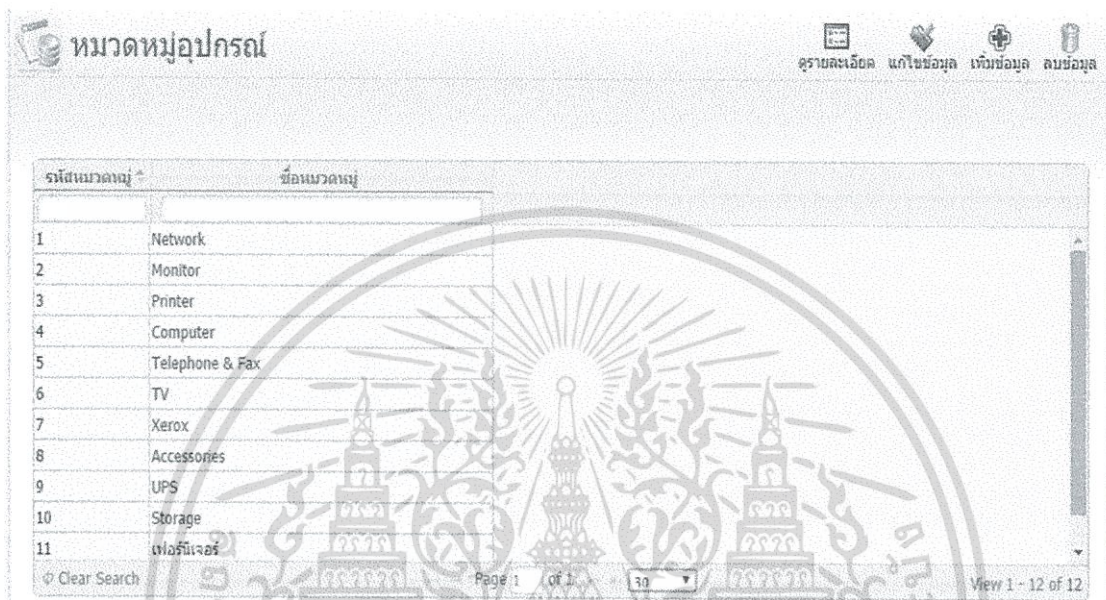 หมวดหมู่อุปกรณ์
ดูรายละเอียด แก้ไขข้อมูล เพิ่มข้อมูล ลบข้อมูล
รหัสหมวดหมู่ ชื่อหมวดหมู่
1 Network
2 Monitor
3 Printer
4 Computer
5 Telephone & Fax
6 TV
7 Xerox
8 Accessories
9 UPS
10 Storage
11 เฟอร์นิเจอร์
Clear Search Page 1 of 1 30 View 1 - 12 of 12